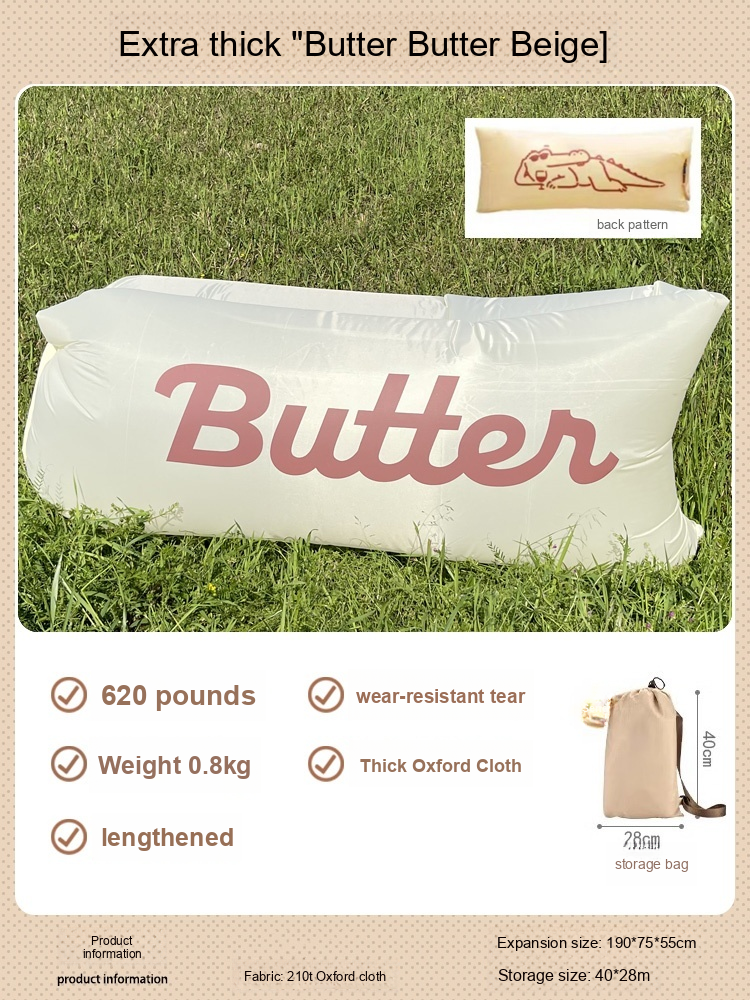 Extra thick "Butter Butter Beige]
back pattern
Butter
620 pounds
wear-resistant tear
Weight 0.8kg
Thick Oxford Cloth
lengthened
40cm
28cm
storage bag
Product
information
product information
Fabric: 210t Oxford cloth
Expansion size: 190*75*55cm
Storage size: 40*28m